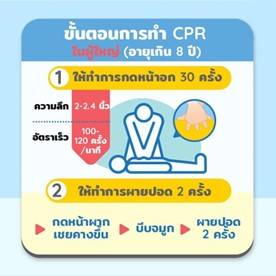 ขั้นตอนการทำ CPR
ในผู้ใหญ่ (อายุเกิน 8 ปี)
1 ให้ทำการกดหน้าอก 30 ครั้ง
ความลึก 2-2.4 นิ้ว
อัตราเร็ว 100-
120 ครั้ง
/นาที
2 ให้ทำการผายปอด 2 ครั้ง
กดหน้าผาก
เชยคางขึ้น
บีบจมูก
ผายปอด
2 ครั้ง